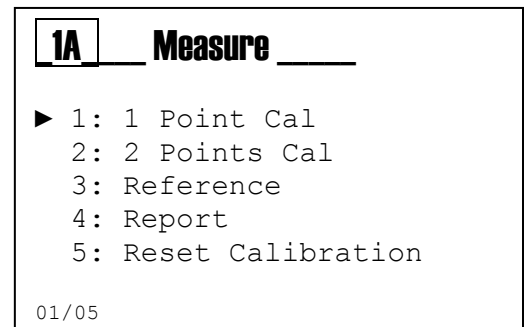 1A Measure
► 1: 1 Point Cal
2: 2 Points Cal
3: Reference
4: Report
5: Reset Calibration
01/05